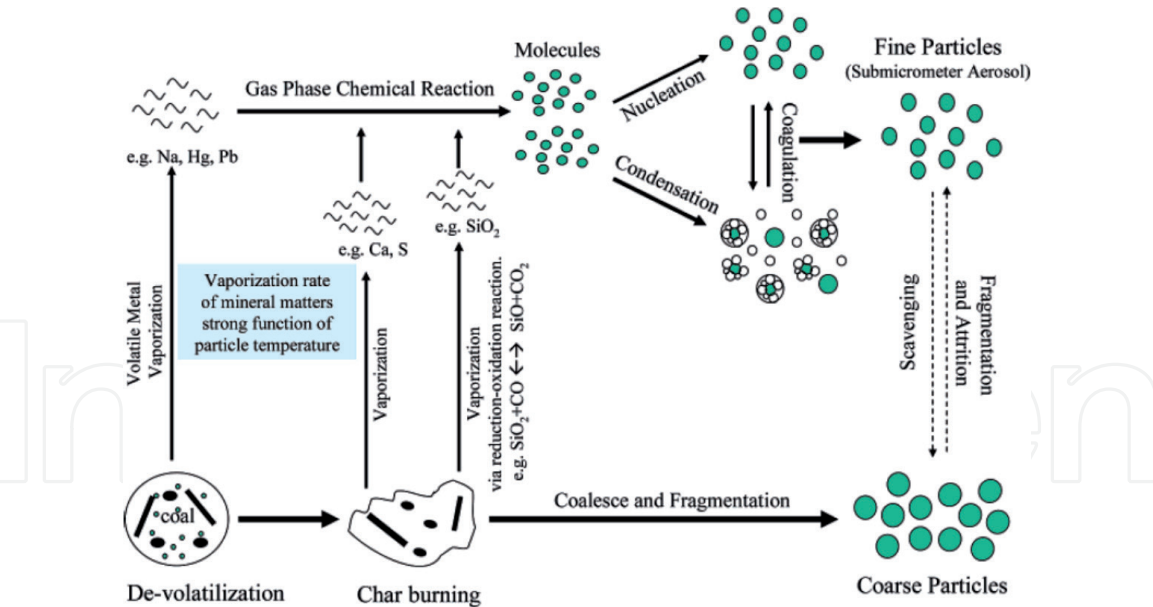 Molecules
Fine Particles
(Submicrometer Aerosol)
Gas Phase Chemical Reaction
Nucleation
Coagulation
Condensation
e.g. Na, Hg, Pb
e.g. Ca, S
e.g. SiO₂
Volatile Metal
Vaporization
Vaporization rate
of mineral matters
strong function of
particle temperature
Vaporization
Vaporization
via reduction-oxidation reaction.
e.g. SiO₂+CO ↔ SiO+CO₂
Scavenging
Fragmentation
and Attrition
coal
Coalesce and Fragmentation
De-volatilization
Char burning
Coarse Particles